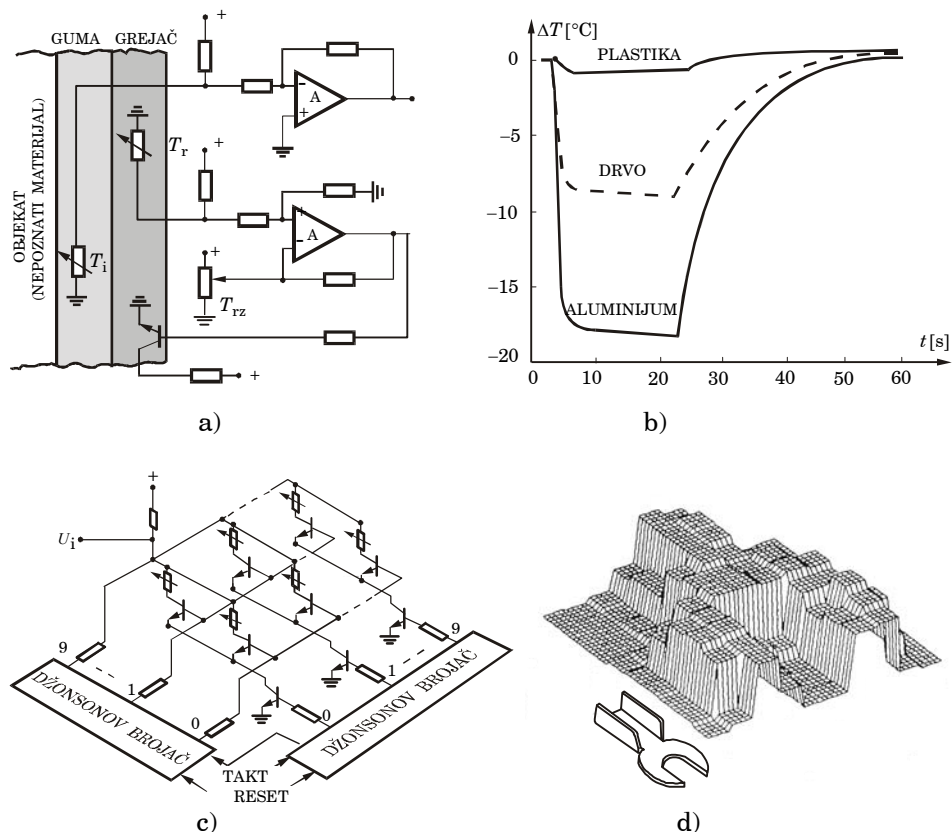 a)
GUMA GREJAČ
OBJEKAT
(NEPOZNATI MATERIJAL)
+
A
-
+
T_r
+
+
A
-
+
T_i
T_rz
+
b)
ΔT [°C]
PLASTIKA
DRVO
ALUMINIJUM
t [s]
0
−5
−10
−15
−20
0 10 20 30 40 50 60
a)
b)
+
U_i
9
1
0
9
1
0
DŽONSONOV BROJAČ
DŽONSONOV BROJAČ
TAKT
RESET
c)
d)